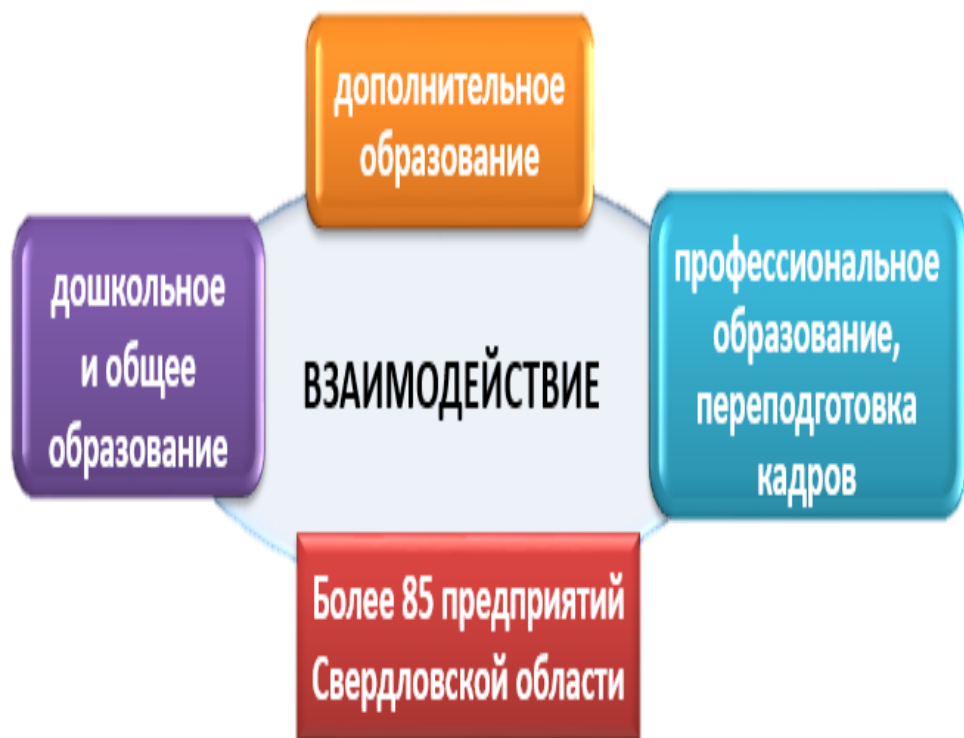 дополнительное
образование
дошкольное
и общее
образование
ВЗАИМОДЕЙСТВИЕ
профессиональное
образование,
переподготовка
кадров
Более 85 предприятий
Свердловской области